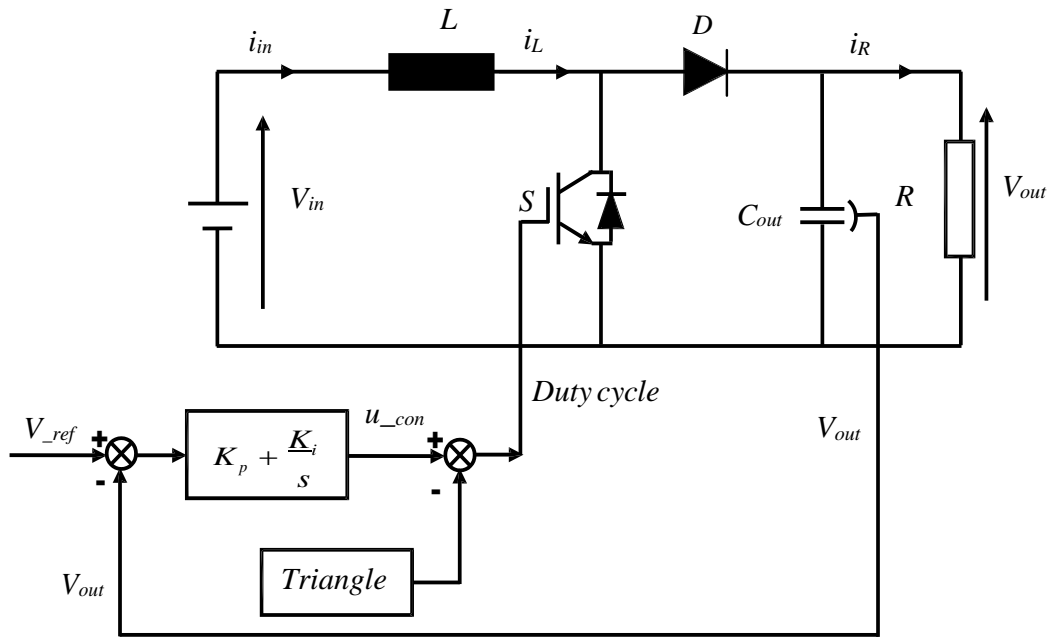 L
D
i_in
i_L
i_R
V_in
S
C_out
R
V_out
Duty cycle
V_ref
+
-
K_p + K_i
s
u_con
+
-
V_out
Triangle
V_out